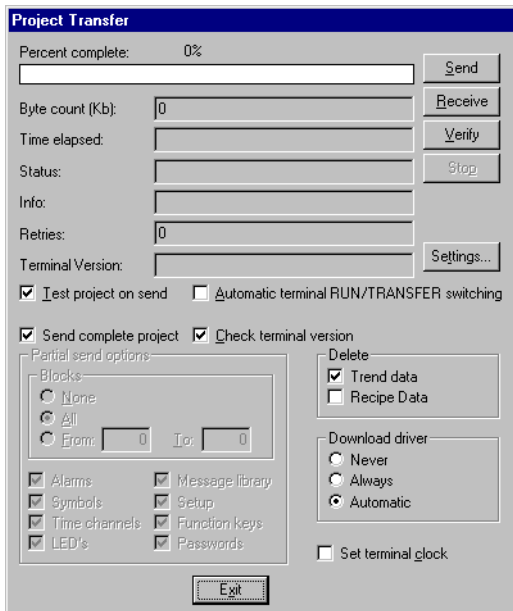 Project Transfer
Percent complete: 0%
Send
Byte count (Kb): 0
Receive
Time elapsed:
Verify
Status:
Stop
Info:
Retries: 0
Terminal Version:
Settings...
Test project on send Automatic terminal RUN/TRANSFER switching
Send complete project Check terminal version
Partial send options
Blocks
None
All
From: 0 To: 0
Alarms Message library
Symbols Setup
Time channels Function keys
LED's Passwords
Delete
Trend data
Recipe Data
Download driver
Never
Always
Automatic
Set terminal clock
Exit